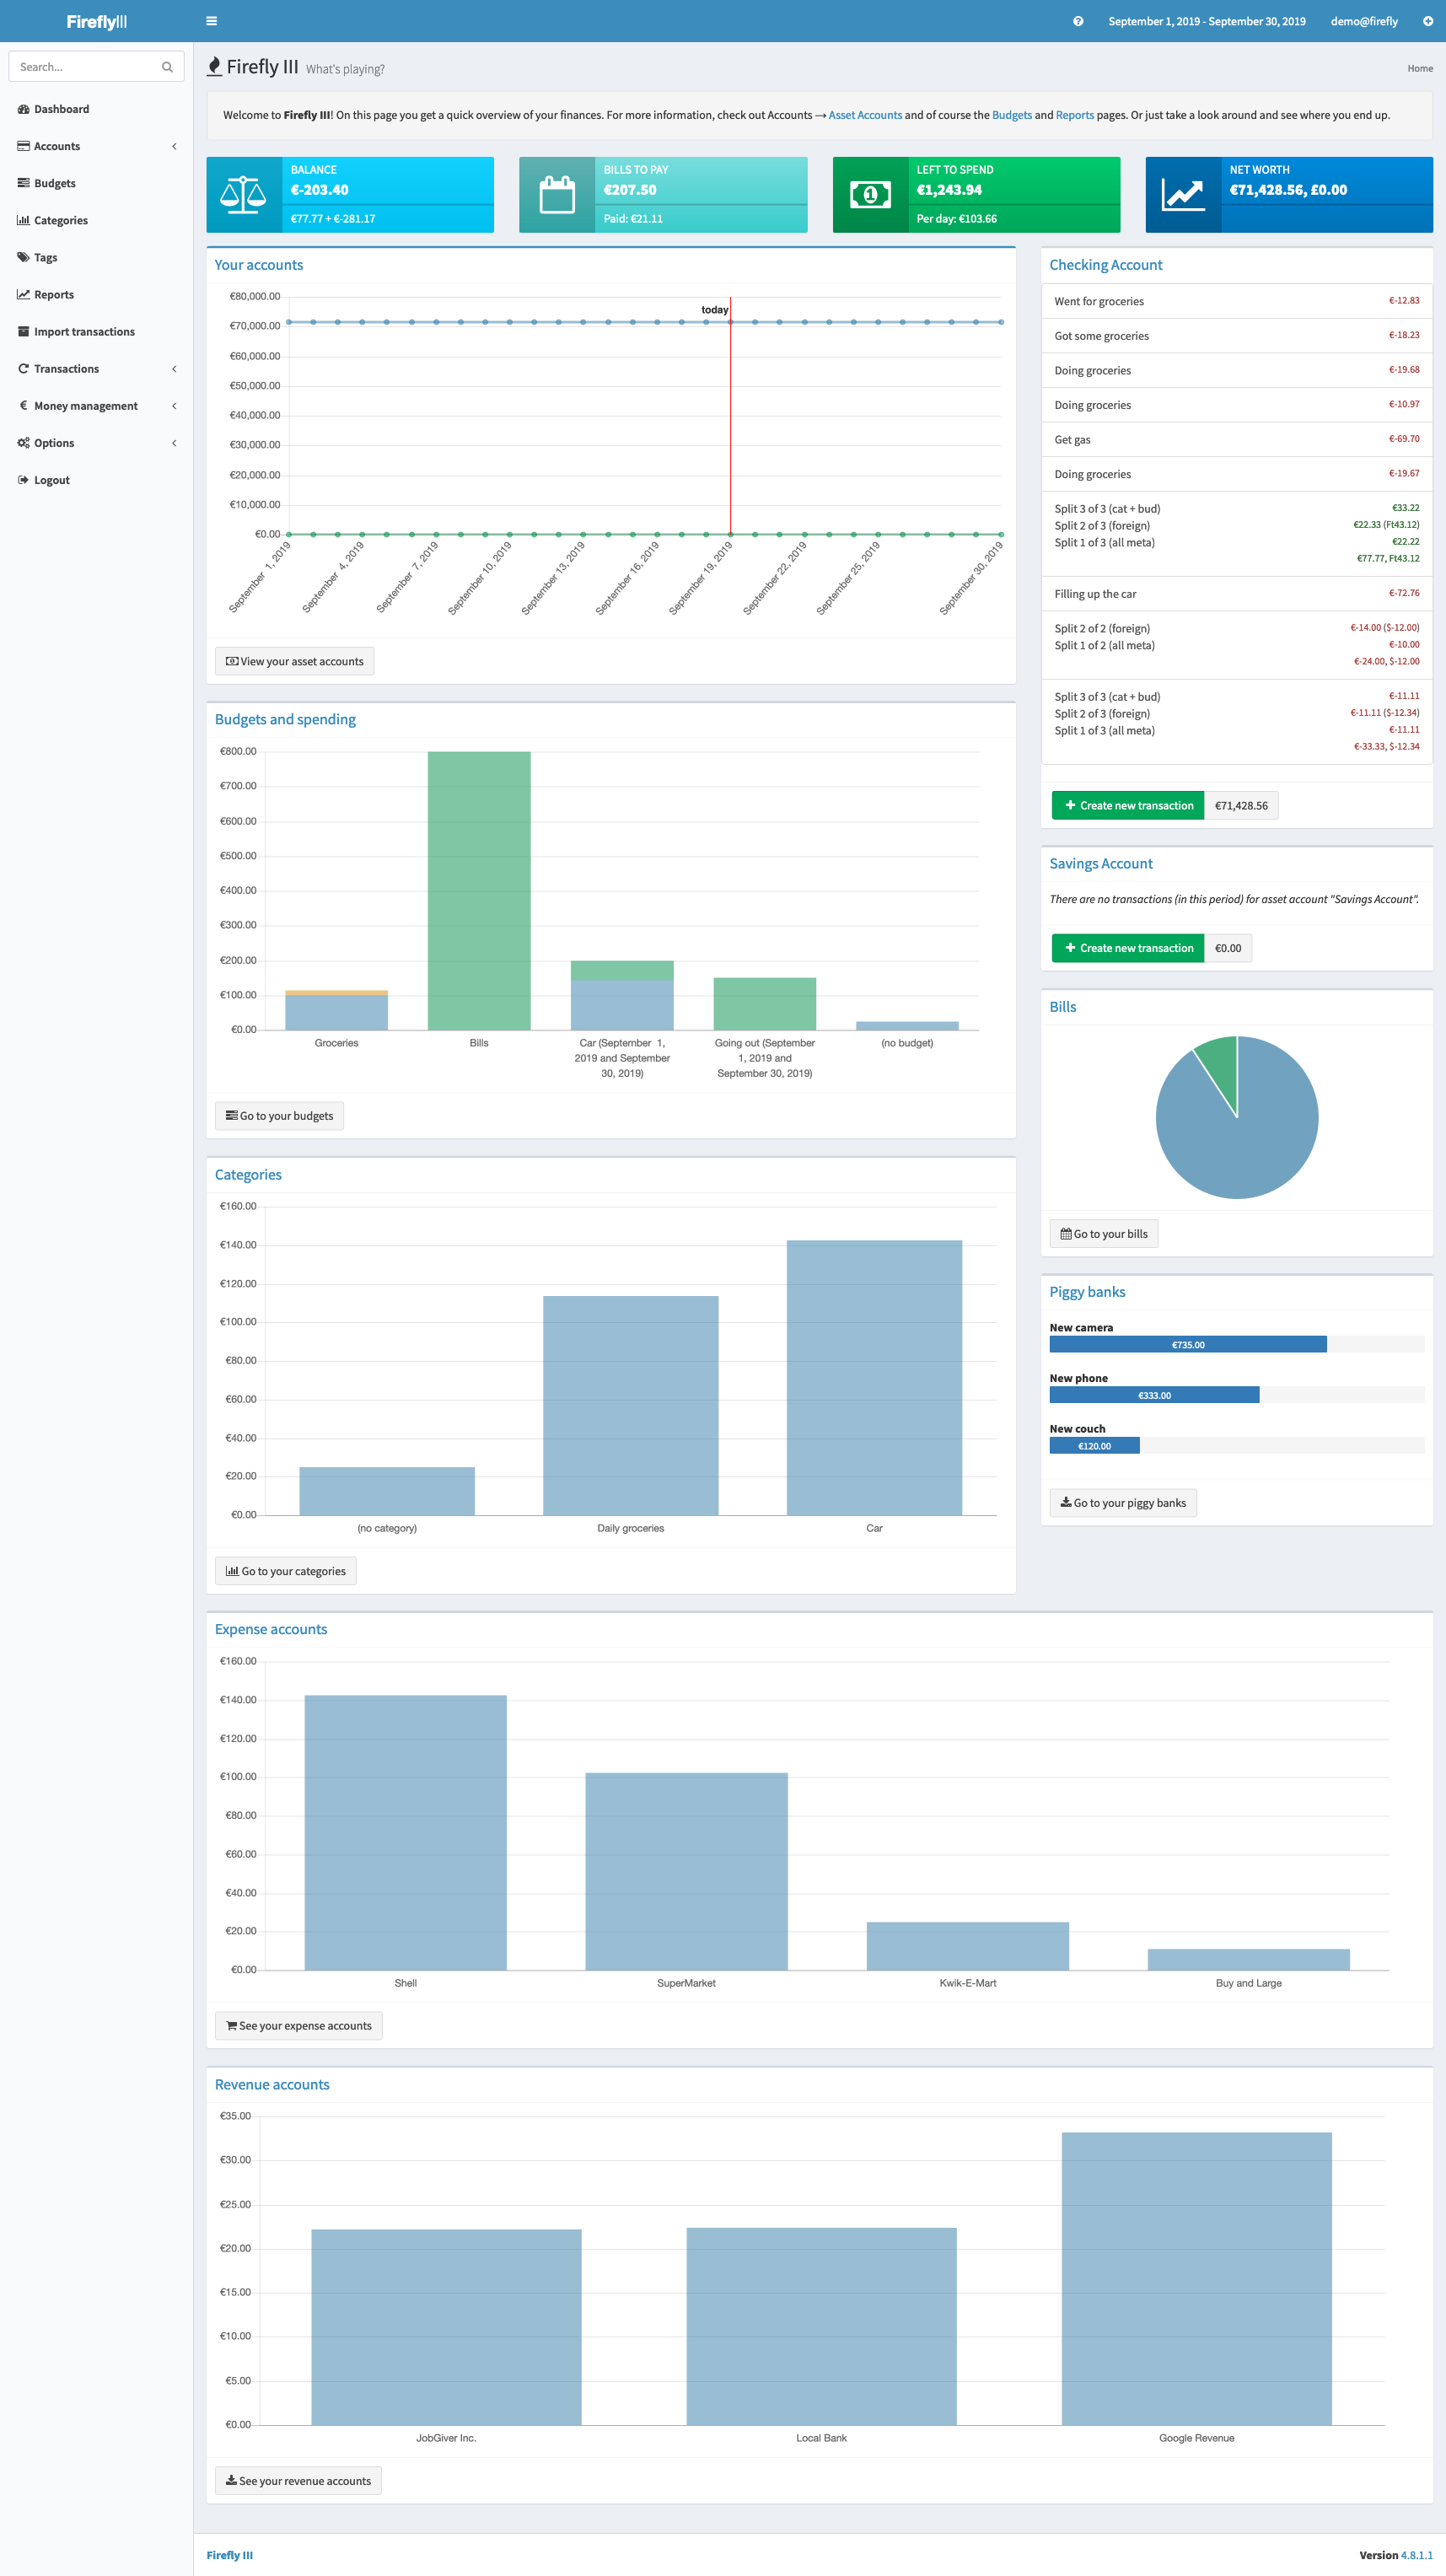 FireflyIII
September 1, 2019 - September 30, 2019
demo@firefly
Search...
Dashboard
Accounts
Budgets
Categories
Tags
Reports
Import transactions
Transactions
Money management
Options
Logout
Firefly III What's playing?
Home
Welcome to Firefly III! On this page you get a quick overview of your finances. For more information, check out Accounts → Asset Accounts and of course the Budgets and Reports pages. Or just take a look around and see where you end up.
BALANCE
€-203.40
€77.77 + €-281.17
BILLS TO PAY
€207.50
Paid: €21.11
LEFT TO SPEND
€1,243.94
Per day: €103.66
NET WORTH
€71,428.56, £0.00
Your accounts
€80,000.00
€70,000.00
€60,000.00
€50,000.00
€40,000.00
€30,000.00
€20,000.00
€10,000.00
€0.00
today
September 1, 2019
September 4, 2019
September 7, 2019
September 10, 2019
September 13, 2019
September 16, 2019
September 19, 2019
September 22, 2019
September 25, 2019
September 30, 2019
View your asset accounts
Budgets and spending
€800.00
€700.00
€600.00
€500.00
€400.00
€300.00
€200.00
€100.00
€0.00
Groceries
Bills
Car (September 1,
2019 and September
30, 2019)
Going out (September
1, 2019 and
September 30, 2019)
(no budget)
Go to your budgets
Categories
€160.00
€140.00
€120.00
€100.00
€80.00
€60.00
€40.00
€20.00
€0.00
(no category)
Daily groceries
Car
Go to your categories
Checking Account
Went for groceries €-12.83
Got some groceries €-18.23
Doing groceries €-19.68
Doing groceries €-10.97
Get gas €-69.70
Doing groceries €-19.67
Split 3 of 3 (cat + bud) €33.22
Split 2 of 3 (foreign) €22.33 (Ft43.12)
Split 1 of 3 (all meta) €22.22
€77.77, Ft43.12
Filling up the car €-72.76
Split 2 of 2 (foreign) €-14.00 ($-12.00)
Split 1 of 2 (all meta) €-10.00
€-24.00, $-12.00
Split 3 of 3 (cat + bud) €-11.11
Split 2 of 3 (foreign) €-11.11 ($-12.34)
Split 1 of 3 (all meta) €-11.11
€-33.33, $-12.34
Create new transaction €71,428.56
Savings Account
There are no transactions (in this period) for asset account "Savings Account".
Create new transaction €0.00
Bills
Go to your bills
Piggy banks
New camera
€735.00
New phone
€333.00
New couch
€120.00
Go to your piggy banks
Expense accounts
€160.00
€140.00
€120.00
€100.00
€80.00
€60.00
€40.00
€20.00
€0.00
Shell
SuperMarket
Kwik-E-Mart
Buy and Large
See your expense accounts
Revenue accounts
€35.00
€30.00
€25.00
€20.00
€15.00
€10.00
€5.00
€0.00
JobGiver Inc.
Local Bank
Google Revenue
See your revenue accounts
Firefly III
Version 4.8.1.1